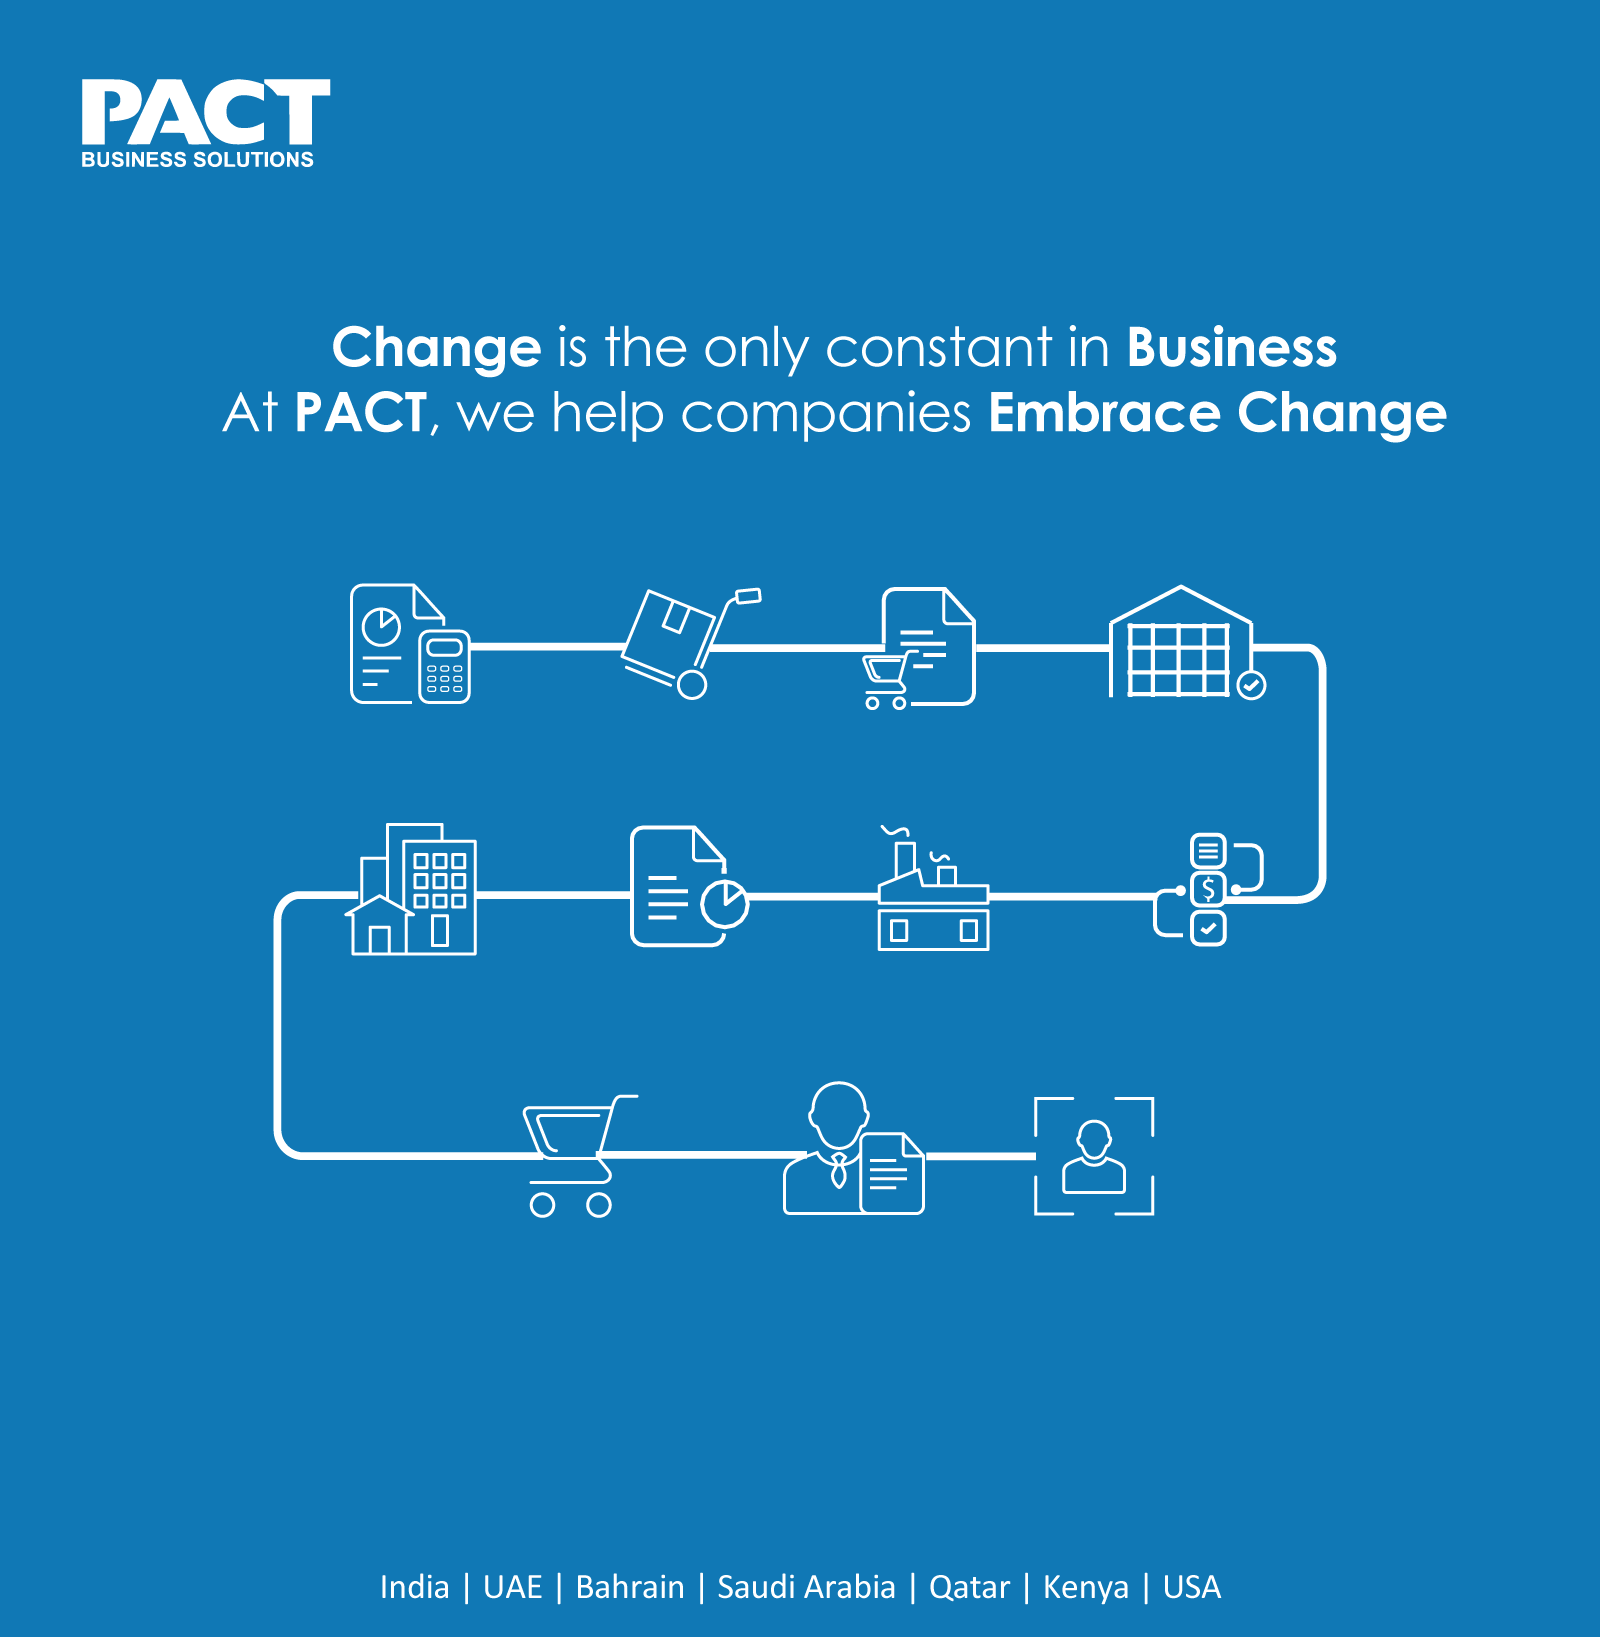 PACT
BUSINESS SOLUTIONS
Change is the only constant in Business
At PACT, we help companies Embrace Change
$
India | UAE | Bahrain | Saudi Arabia | Qatar | Kenya | USA